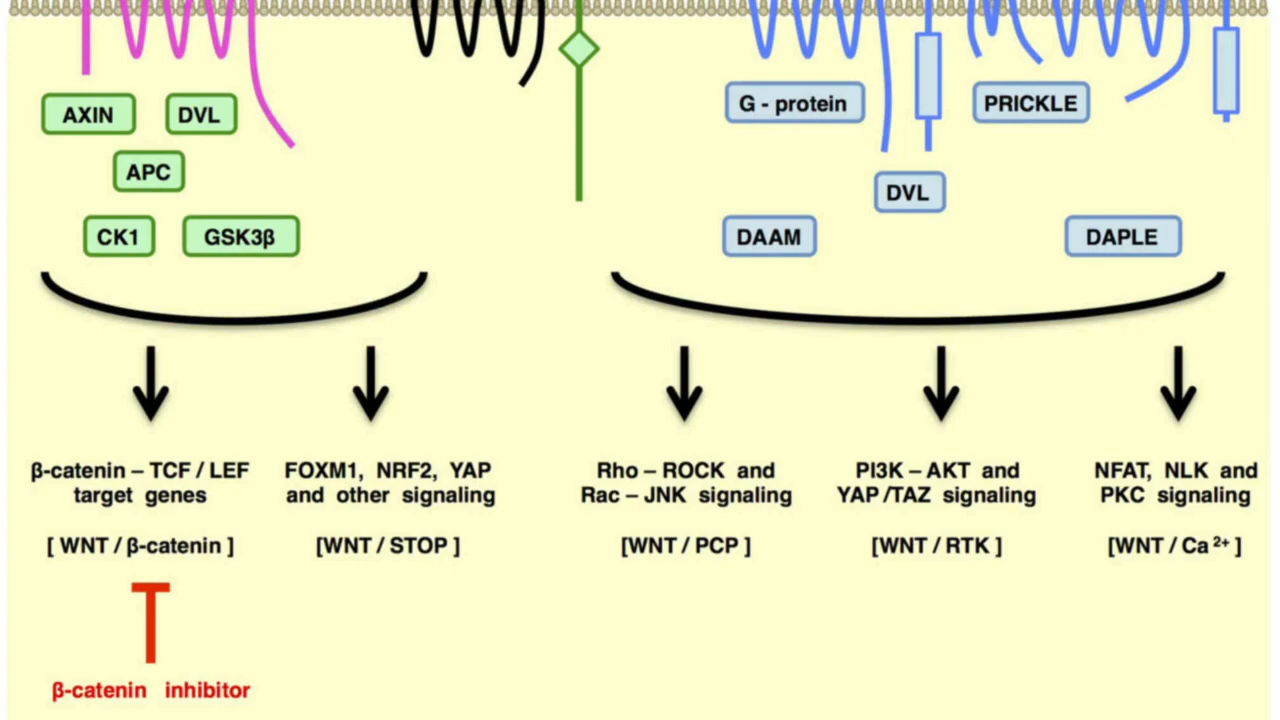 AXIN
DVL
APC
CK1
GSK3β
G - protein
PRICKLE
DVL
DAAM
DAPLE
β-catenin – TCF / LEF
target genes
[ WNT / β-catenin ]
FOXM1, NRF2, YAP
and other signaling
[WNT / STOP ]
Rho – ROCK and
Rac – JNK signaling
[WNT / PCP ]
PI3K – AKT and
YAP /TAZ signaling
[WNT / RTK ]
NFAT, NLK and
PKC signaling
[WNT / Ca 2+ ]
β-catenin inhibitor